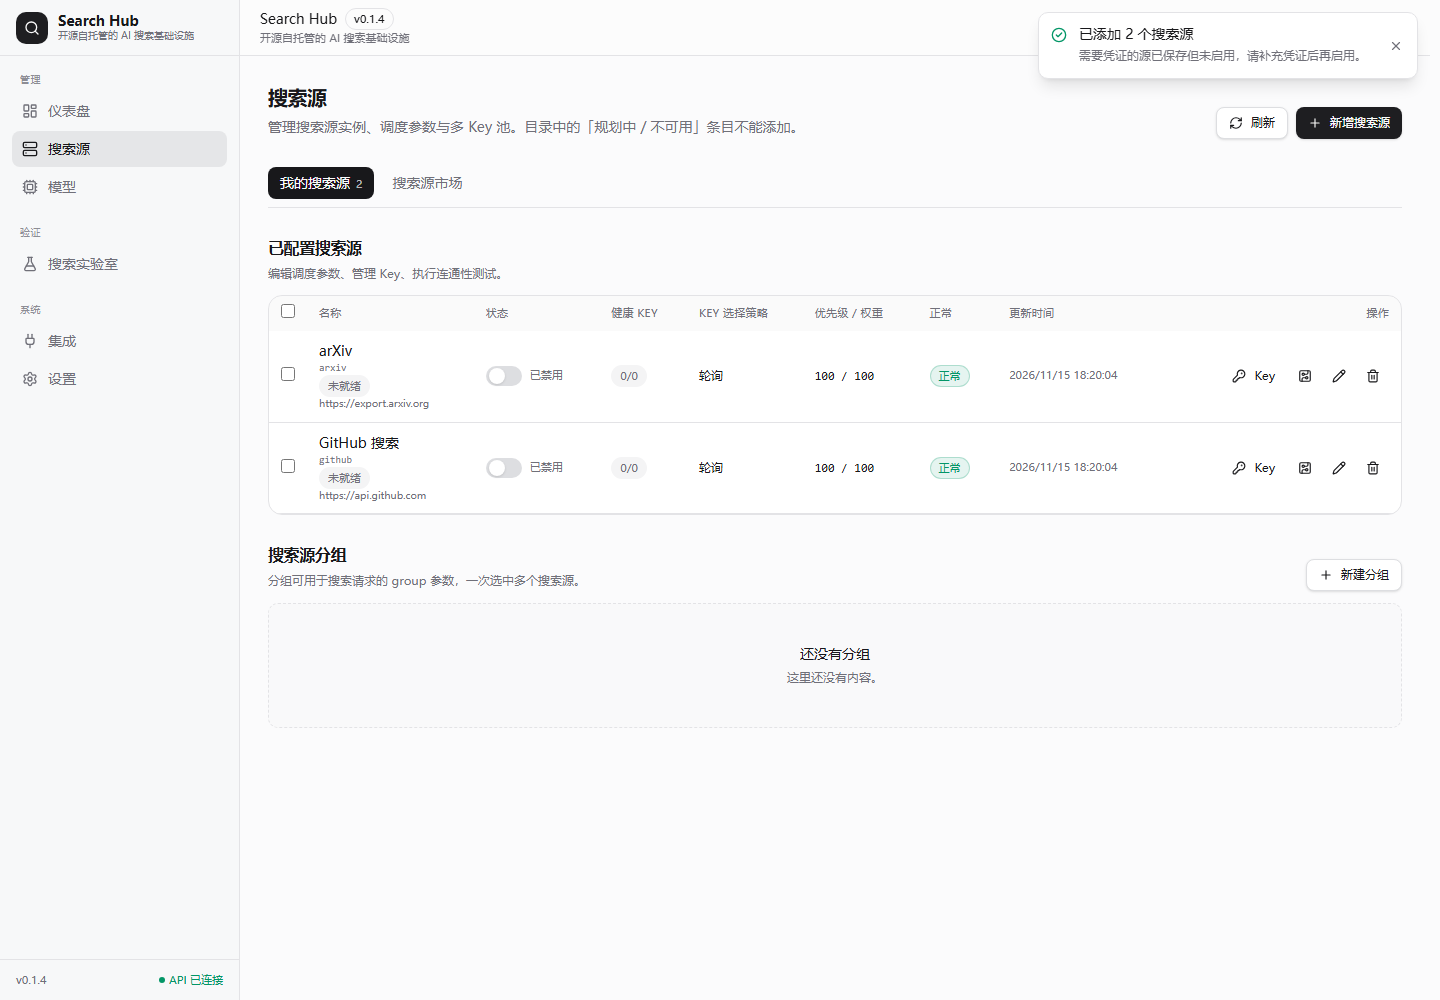 Search Hub
开源自托管的 AI 搜索基础设施
管理
仪表盘
搜索源
模型
验证
搜索实验室
系统
集成
设置
v0.1.4
API 已连接
Search Hub v0.1.4
开源自托管的 AI 搜索基础设施
已添加 2 个搜索源
需要凭证的源已保存但未启用，请补充凭证后再启用。
搜索源
管理搜索源实例、调度参数与多 Key 池。目录中的「规划中 / 不可用」条目不能添加。
刷新
新增搜索源
我的搜索源 2
搜索源市场
已配置搜索源
编辑调度参数、管理 Key、执行连通性测试。
名称 状态 健康 KEY KEY 选择策略 优先级 / 权重 正常 更新时间 操作
arXiv
arxiv
未就绪
https://export.arxiv.org
已禁用 0/0 轮询 100 / 100 正常 2026/11/15 18:20:04 Key
GitHub 搜索
github
未就绪
https://api.github.com
已禁用 0/0 轮询 100 / 100 正常 2026/11/15 18:20:04 Key
搜索源分组
分组可用于搜索请求的 group 参数，一次选中多个搜索源。
新建分组
还没有分组
这里还没有内容。